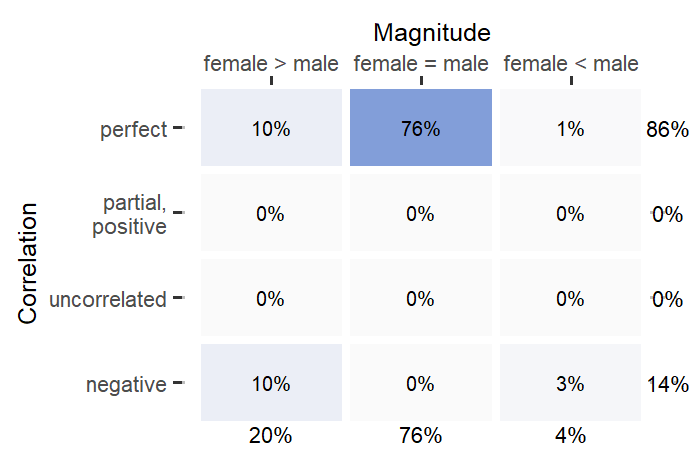 Magnitude
female > male female = male female < male
perfect 10% 76% 1% 86%
partial,
positive 0% 0% 0% 0%
uncorrelated 0% 0% 0% 0%
negative 10% 0% 3% 14%
20% 76% 4%
Correlation